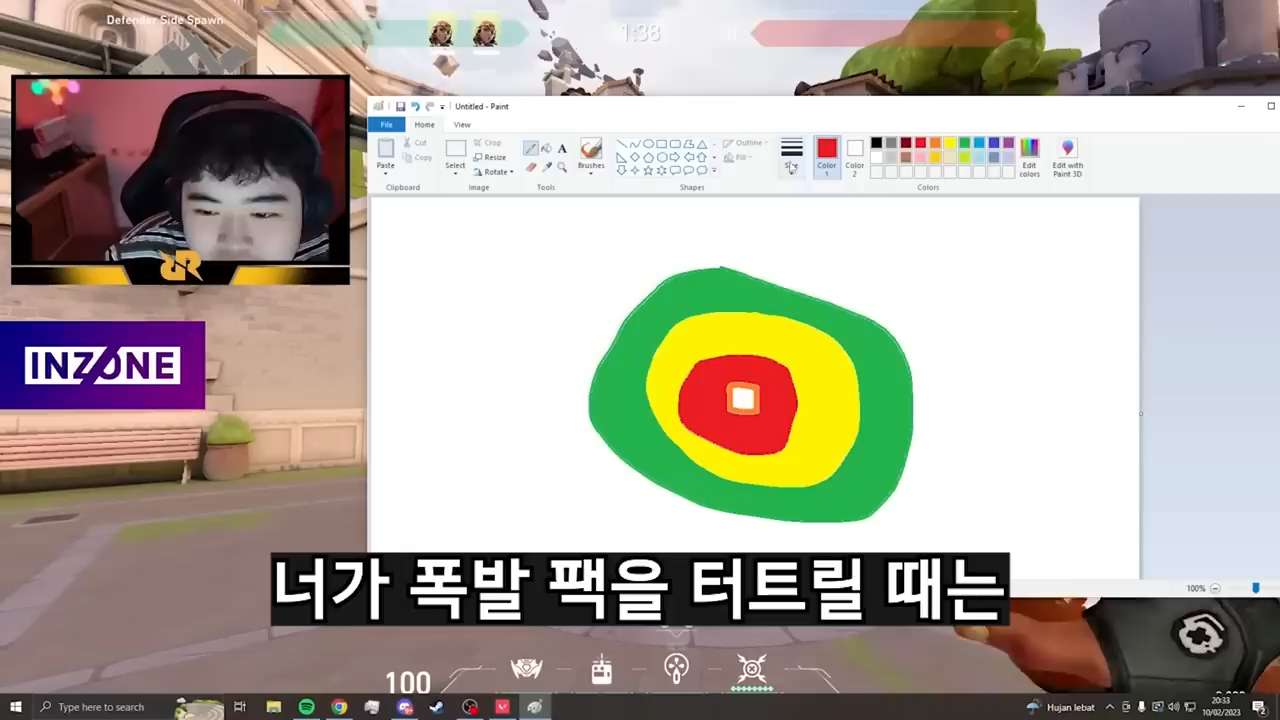 Defender Side Spawn
1:38
Untitled - Paint
File
Home
View
Paste
Cut
Copy
Clipboard
Select
Crop
Resize
Rotate
Image
A
Tools
Brushes
Shapes
Outline
Fill
Color
1
Color
2
Edit
colors
Edit with
Paint 3D
Colors
INZONE
너가 폭발 팩을 터트릴 때는
100%
100
Type here to search
Hujan lebat
20:33
10/02/2023
2